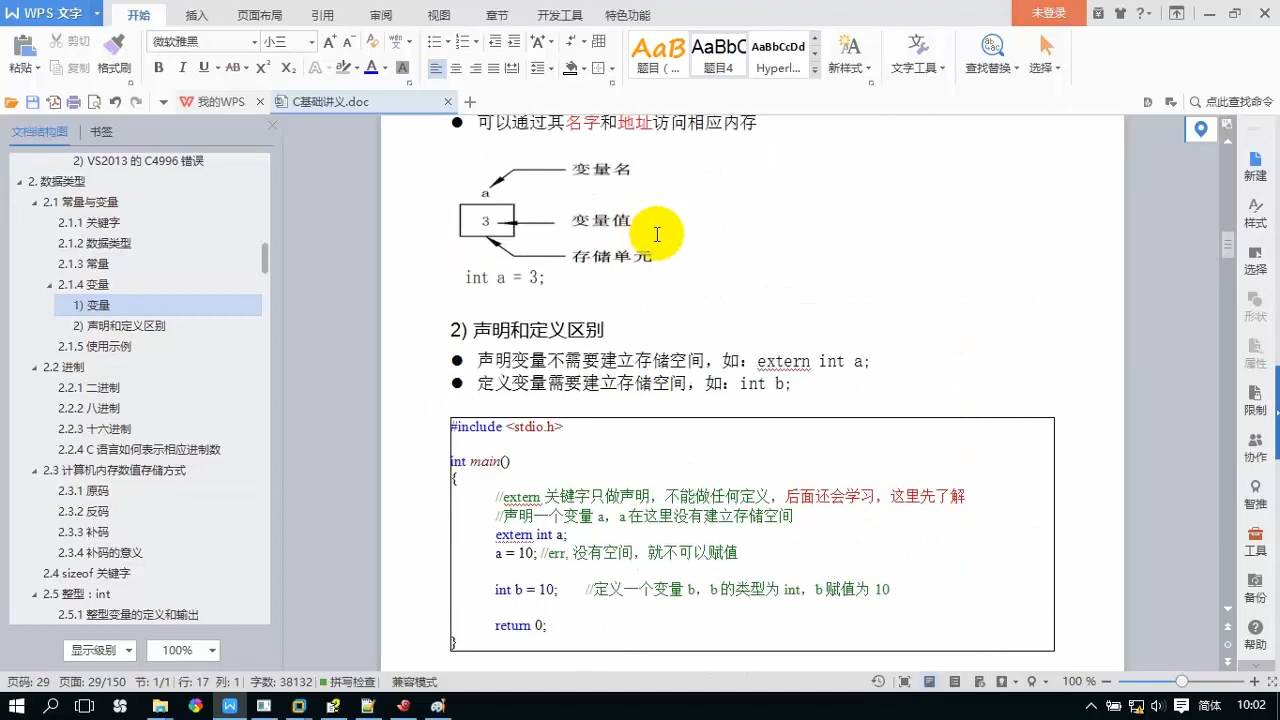 WPS 文字
开始 插入 页面布局 引用 审阅 视图 章节 开发工具 特色功能
未登录
粘贴 剪切 复制 格式刷
微软雅黑 小三
AaB AaBbC AaBbCcDd
题目 (... 题目4 Hyperl...
新样式 文字工具 查找替换 选择
我的WPS C基础讲义.doc 点此查找命令
文档结构图 书签
2) VS2013 的 C4996 错误
2. 数据类型
2.1 常量与变量
2.1.1 关键字
2.1.2 数据类型
2.1.3 常量
2.1.4 变量
1) 变量
2) 声明和定义区别
2.1.5 使用示例
2.2 进制
2.2.1 二进制
2.2.2 八进制
2.2.3 十六进制
2.2.4 C 语言如何表示相应进制数
2.3 计算机内存数值存储方式
2.3.1 原码
2.3.2 反码
2.3.3 补码
2.3.4 补码的意义
2.4 sizeof 关键字
2.5 整型：int
2.5.1 整型变量的定义和输出
显示级别 100%
● 可以通过其名字和地址访问相应内存
变量名
a
3 变量值
存储单元
int a = 3;
2) 声明和定义区别
● 声明变量不需要建立存储空间，如：extern int a;
● 定义变量需要建立存储空间，如：int b;
#include <stdio.h>
int main()
{
//extern 关键字只做声明，不能做任何定义，后面还会学习，这里先了解
//声明一个变量 a，a 在这里没有建立存储空间
extern int a;
a = 10; //err, 没有空间，就不可以赋值
int b = 10; //定义一个变量 b，b 的类型为 int，b 赋值为 10
return 0;
}
新建
样式
选择
形状
属性
限制
协作
智推
工具
备份
帮助
页码: 29 页面: 29/150 节: 1/1 行: 17 列: 1 字数: 38132 拼写检查 兼容模式 100 %
简体 10:02